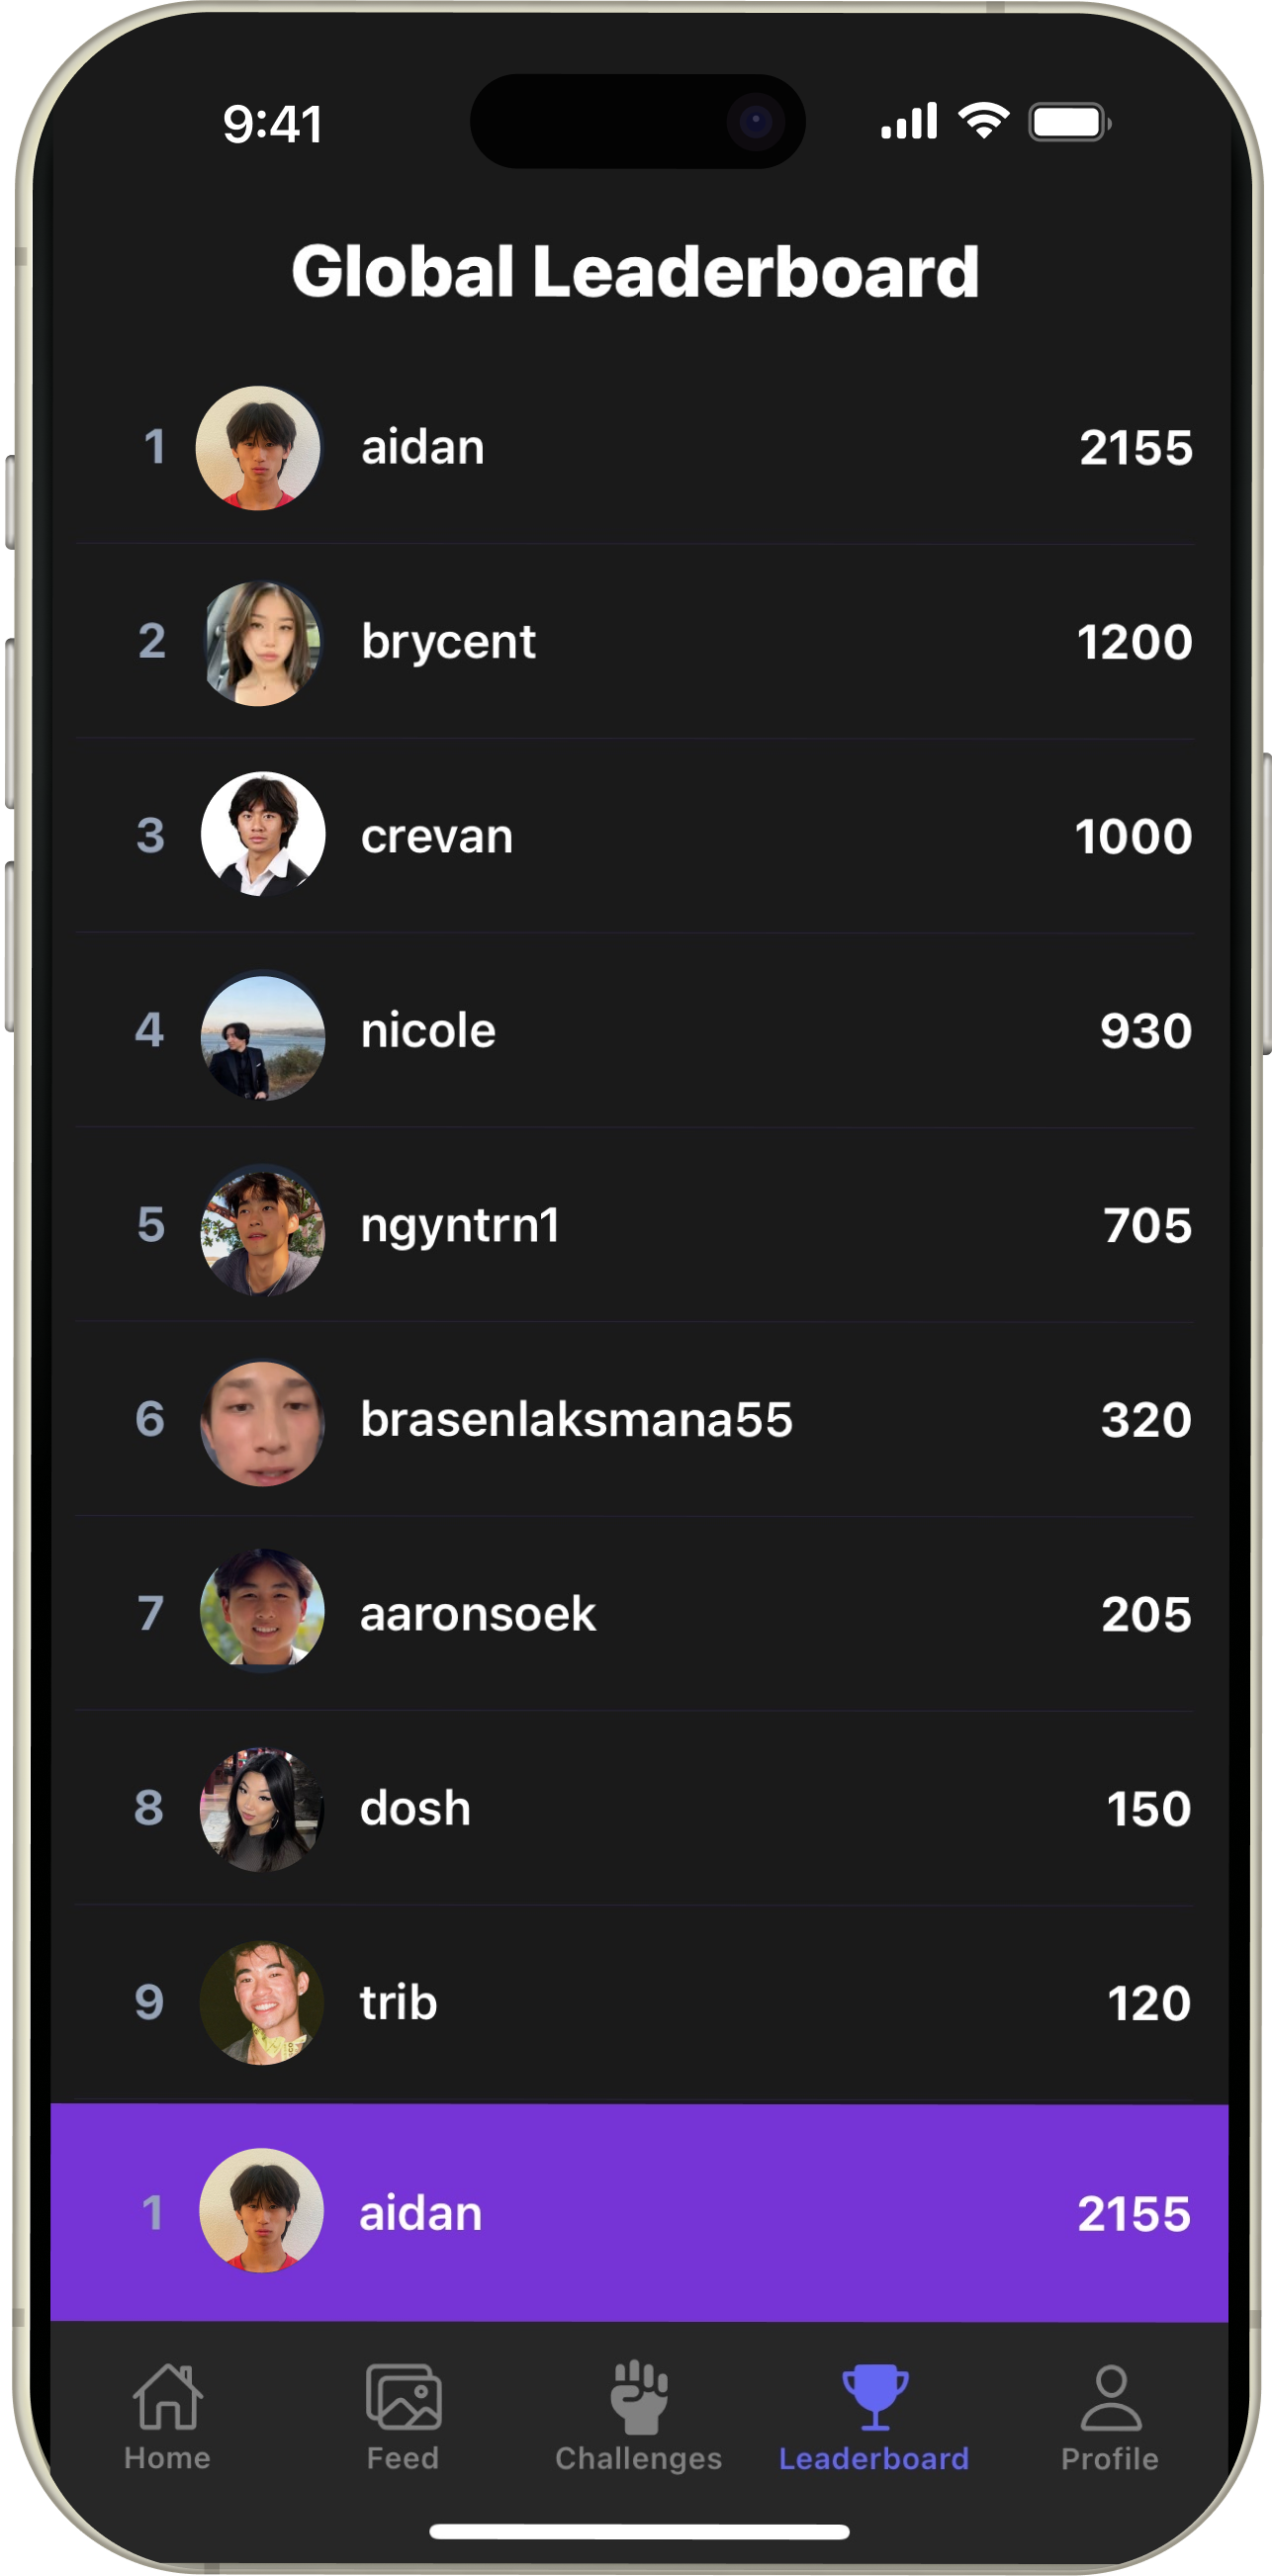 9:41
Global Leaderboard
1 aidan 2155
2 brycent 1200
3 crevan 1000
4 nicole 930
5 ngyntrn1 705
6 brasenlaksmana55 320
7 aaronsoek 205
8 dosh 150
9 trib 120
1 aidan 2155
Home Feed Challenges Leaderboard Profile